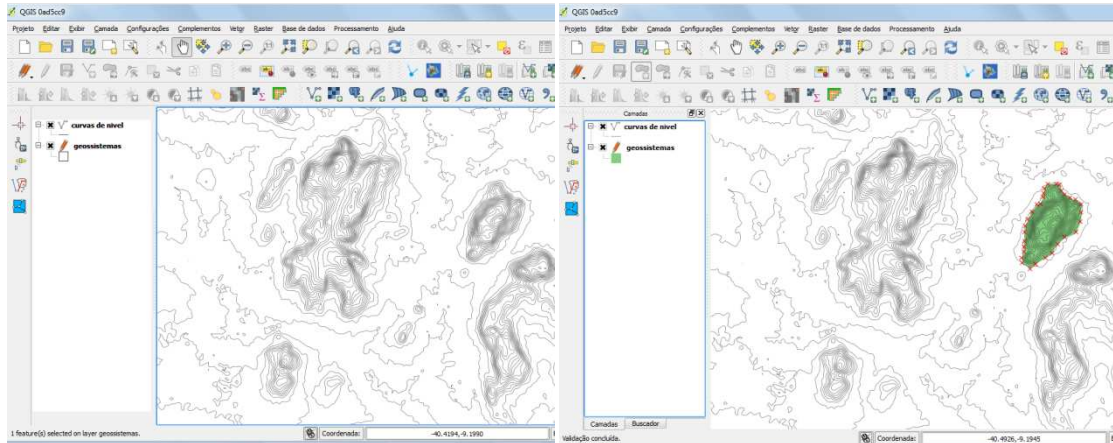 QGIS 0ad5cc9
Projeto Editar Exibir Camada Configurações Complementos Vetor Raster Base de dados Processamento Ajuda
curvas de nível
geossistemas
1 feature(s) selected on layer geossistemas.
Coordenada: -40.4194,-9.1990
QGIS 0ad5cc9
Projeto Editar Exibir Camada Configurações Complementos Vetor Raster Base de dados Processamento Ajuda
Camadas
curvas de nível
geossistemas
Camadas Buscador
Validação concluída.
Coordenada: -40.4926,-9.1945